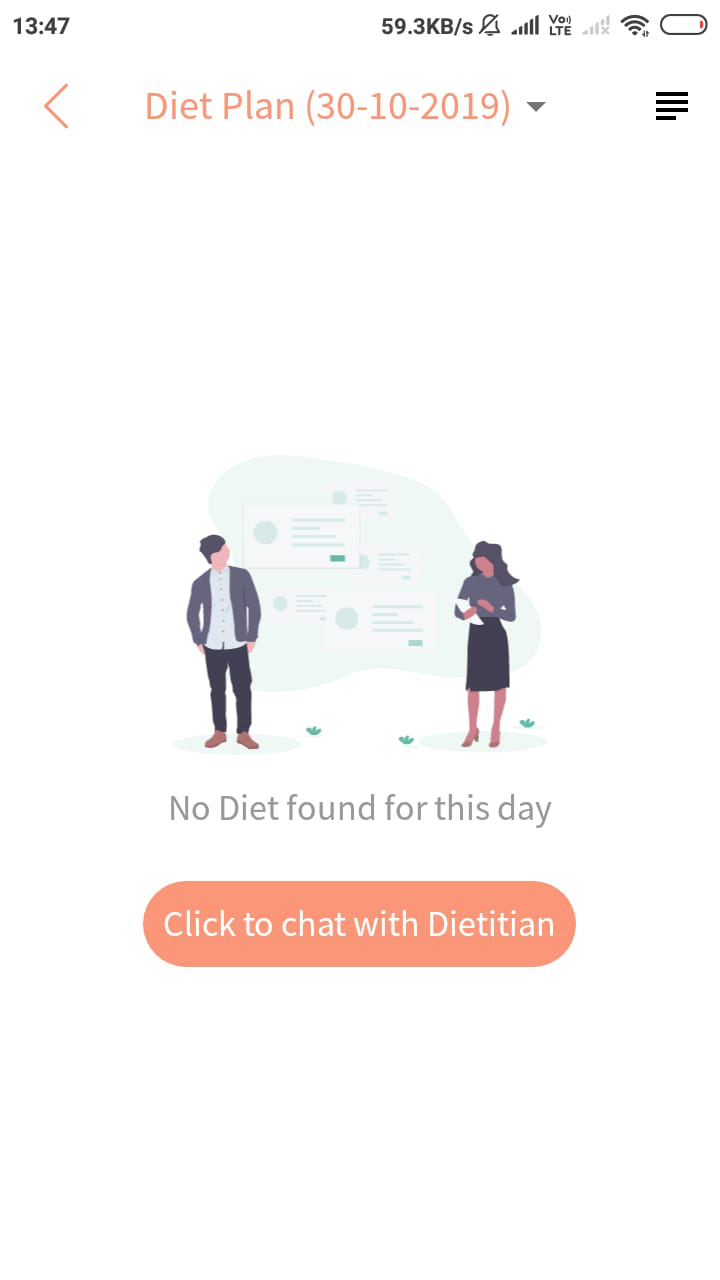 13:47 59.3KB/s Vo) LTE
Diet Plan (30-10-2019)
No Diet found for this day
Click to chat with Dietitian